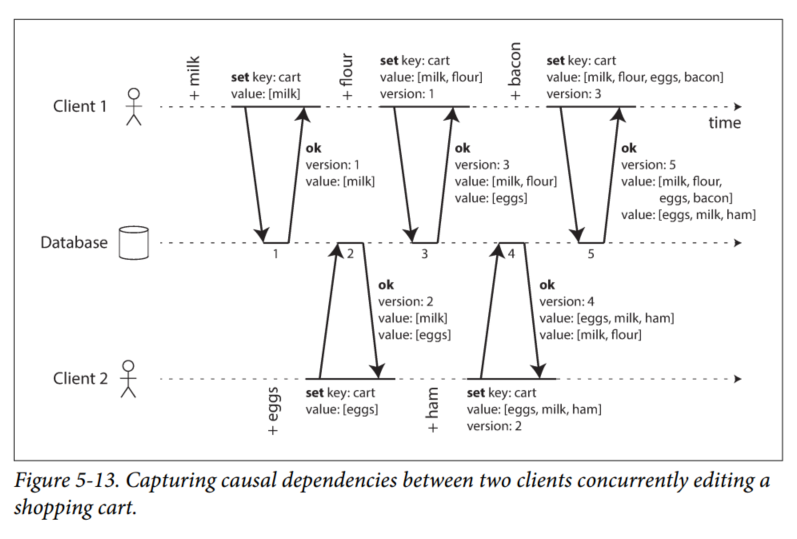 + milk
set key: cart
value: [milk]
+ flour
set key: cart
value: [milk, flour]
version: 1
+ bacon
set key: cart
value: [milk, flour, eggs, bacon]
version: 3
Client 1
time
ok
version: 1
value: [milk]
ok
version: 3
value: [milk, flour]
value: [eggs]
ok
version: 5
value: [milk, flour,
eggs, bacon]
value: [eggs, milk, ham]
Database
1
2
3
4
5
ok
version: 2
value: [milk]
value: [eggs]
ok
version: 4
value: [eggs, milk, ham]
value: [milk, flour]
Client 2
+ eggs
set key: cart
value: [eggs]
+ ham
set key: cart
value: [eggs, milk, ham]
version: 2
Figure 5-13. Capturing causal dependencies between two clients concurrently editing a
shopping cart.